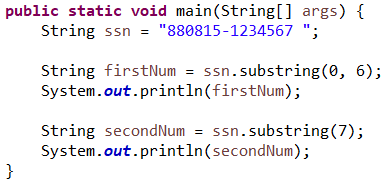 public static void main(String[] args) {
    String ssn = "880815-1234567 ";
    String firstNum = ssn.substring(0, 6);
    System.out.println(firstNum);
    String secondNum = ssn.substring(7);
    System.out.println(secondNum);
}